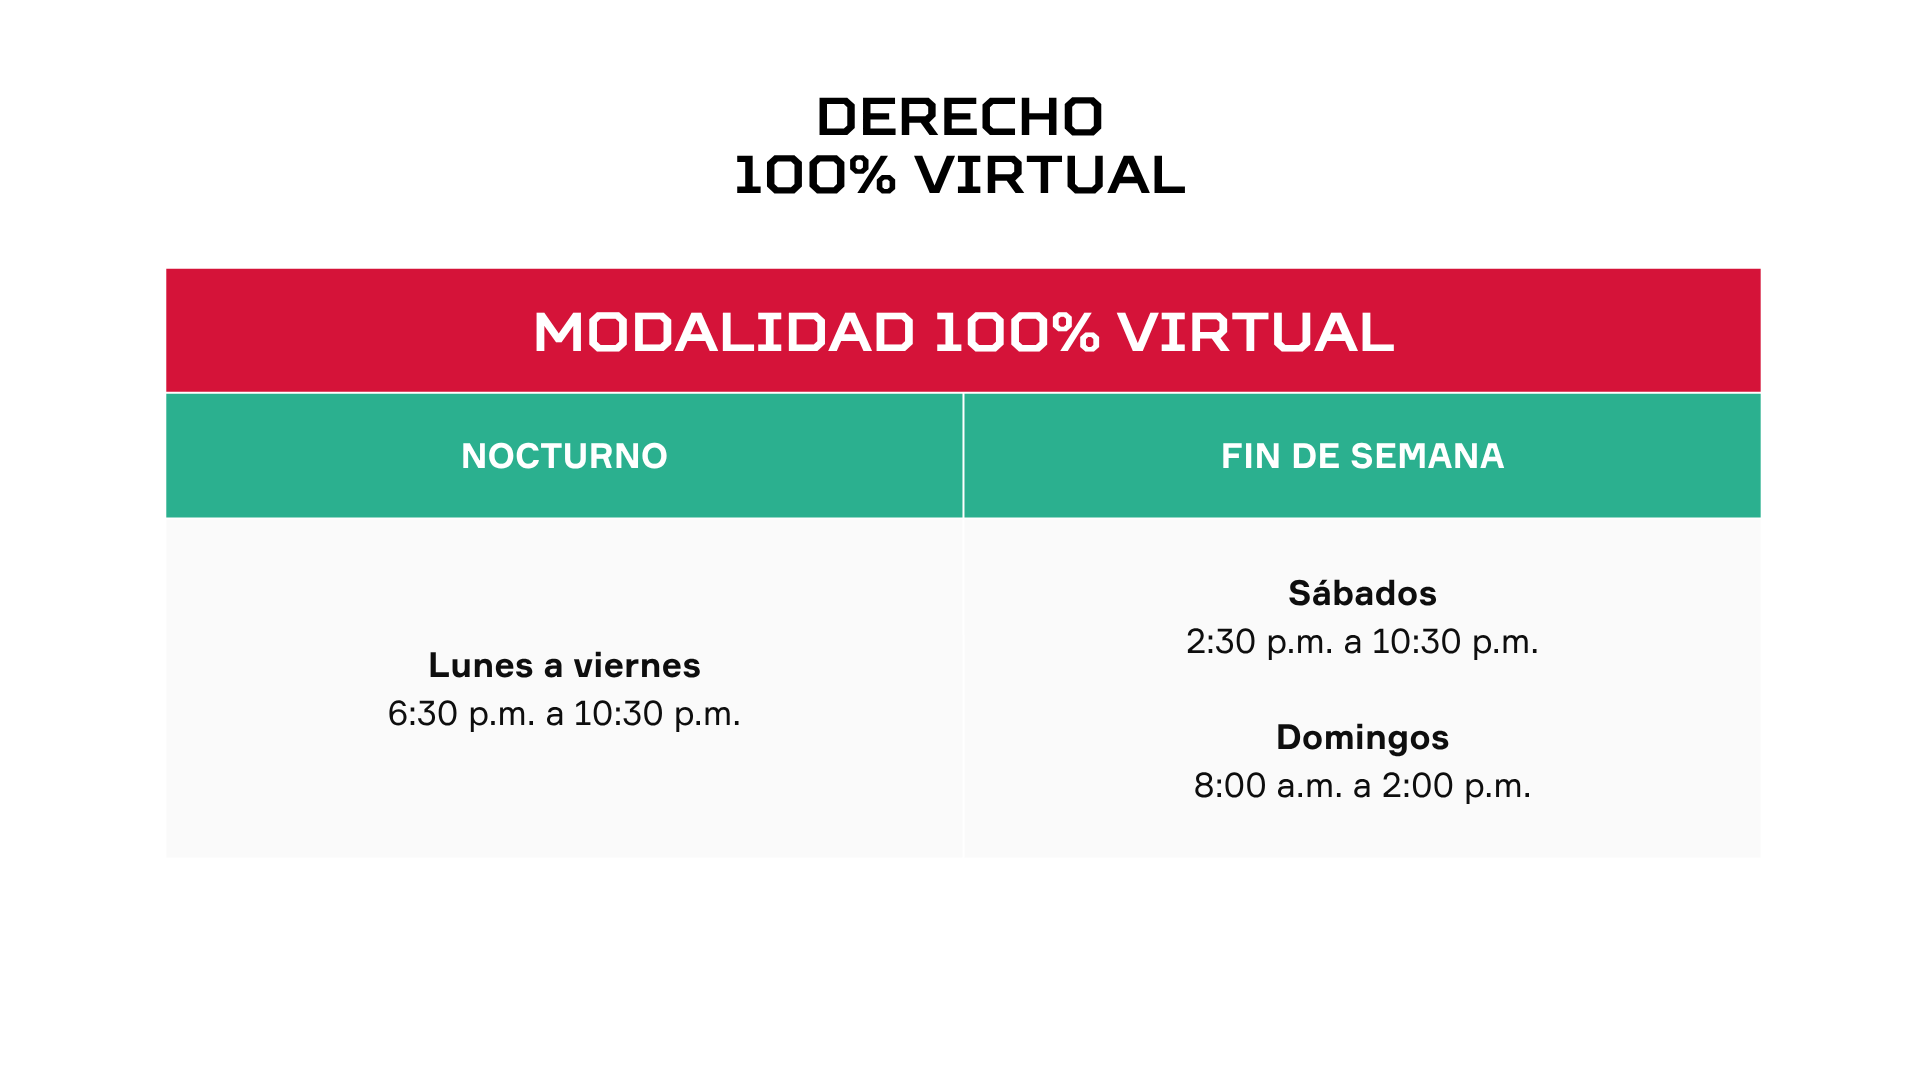 DERECHO
100% VIRTUAL
MODALIDAD 100% VIRTUAL
NOCTURNO
FIN DE SEMANA
Lunes a viernes
6:30 p.m. a 10:30 p.m.
Sábados
2:30 p.m. a 10:30 p.m.
Domingos
8:00 a.m. a 2:00 p.m.